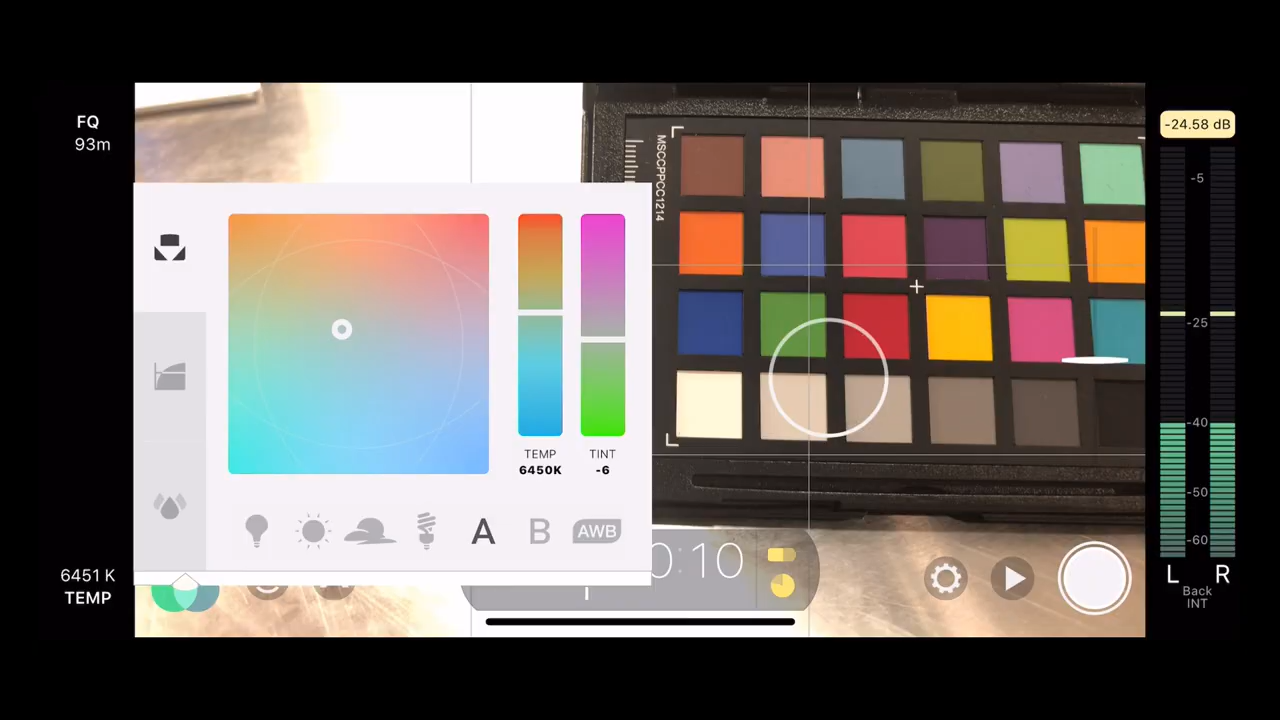 FQ
93m
MSCCPPCC1214
-24.58 dB
-5
-25
-40
-50
-60
TEMP
6450K
TINT
-6
A
B
AWB
0:10
6451 K
TEMP
L
R
Back
INT